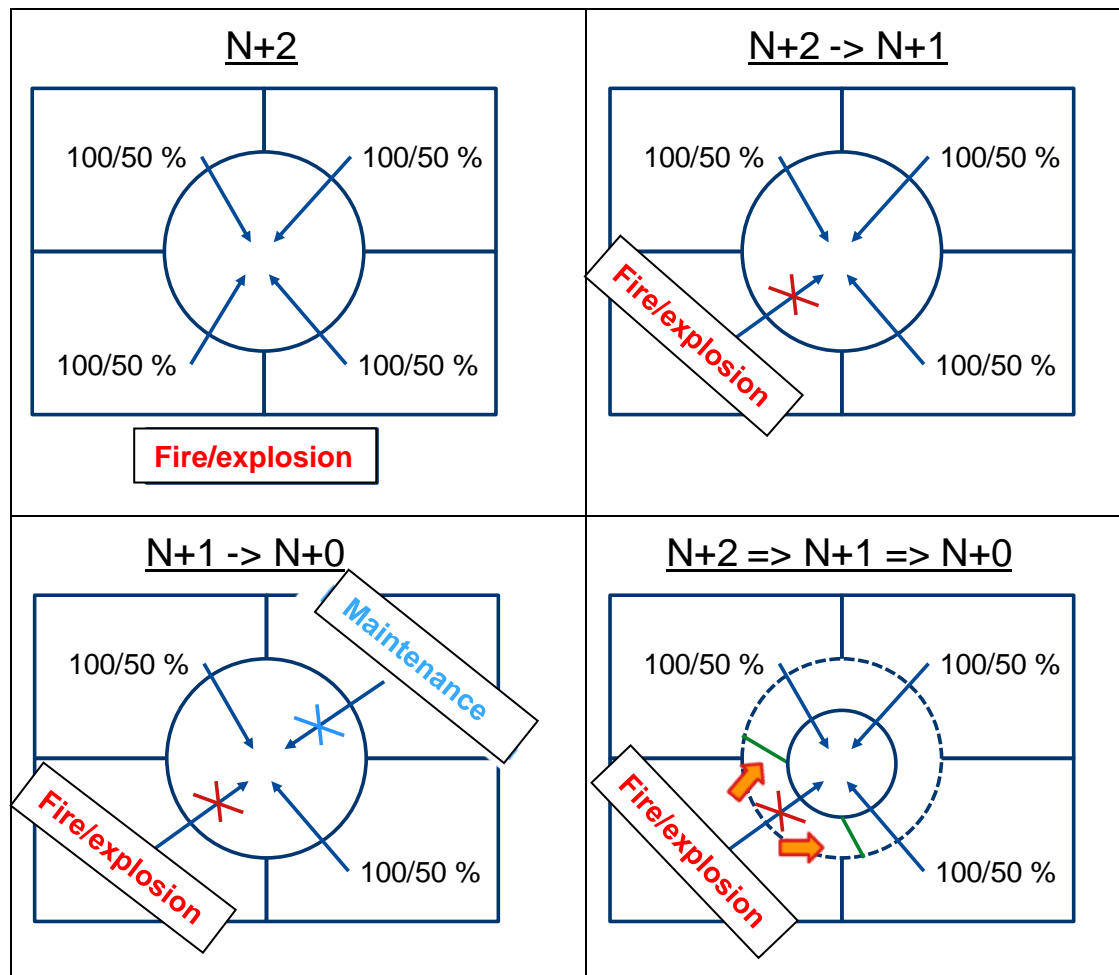 N+2
100/50 %
100/50 %
100/50 %
100/50 %
Fire/explosion
N+2 -> N+1
100/50 %
100/50 %
Fire/explosion
100/50 %
N+1 -> N+0
Maintenance
100/50 %
Fire/explosion
100/50 %
N+2 => N+1 => N+0
100/50 %
100/50 %
Fire/explosion
100/50 %